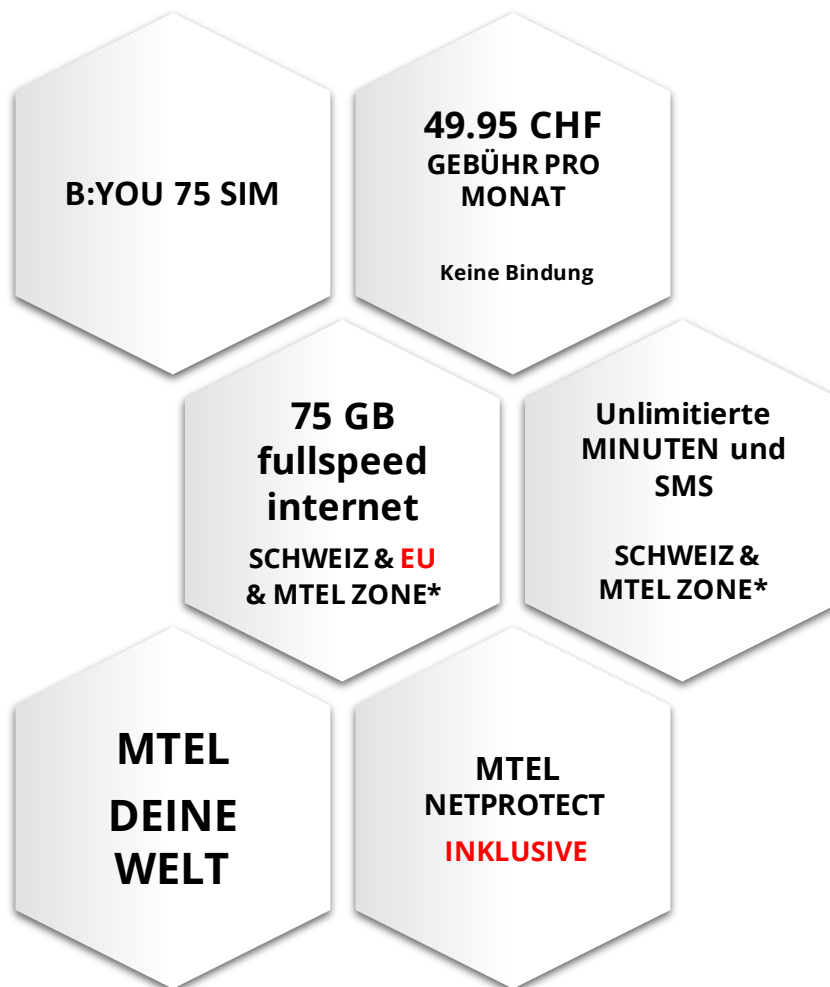 B:YOU 75 SIM
49.95 CHF
GEBÜHR PRO
MONAT
Keine Bindung
75 GB
fullspeed
internet
SCHWEIZ & EU
& MTEL ZONE*
Unlimitierte
MINUTEN und
SMS
SCHWEIZ &
MTEL ZONE*
MTEL
DEINE
WELT
MTEL
NETPROTECT
INKLUSIVE